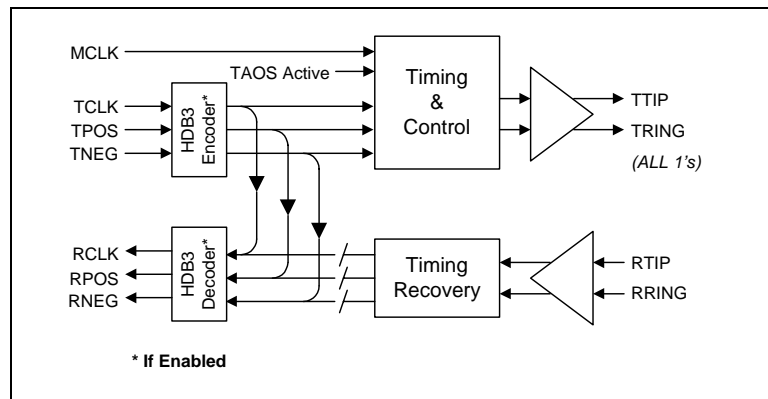 MCLK
TAOS Active
TCLK
TPOS
TNEG
HDB3
Encoder*
Timing
&
Control
TTIP
TRING
(ALL 1's)
RCLK
RPOS
RNEG
HDB3
Decoder*
Timing
Recovery
RTIP
RRING
* If Enabled